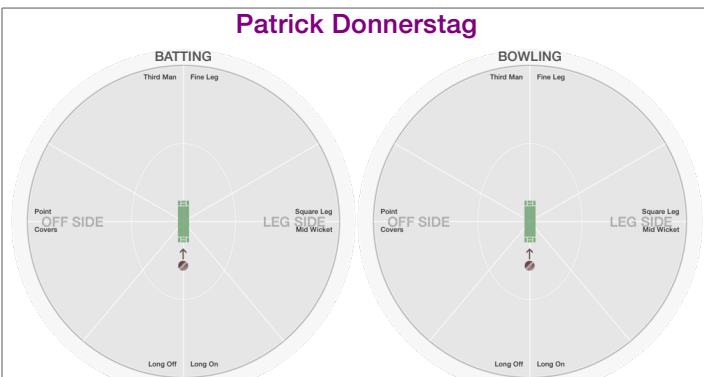 Patrick Donnerstag
BATTING
Third Man Fine Leg
Point
OFF SIDE
Covers
Square Leg
LEG SIDE
Mid Wicket
Long Off Long On
BOWLING
Third Man Fine Leg
Point
OFF SIDE
Covers
Square Leg
LEG SIDE
Mid Wicket
Long Off Long On